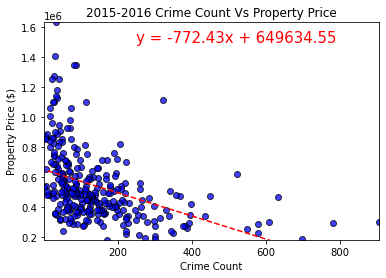 2015-2016 Crime Count Vs Property Price
1e6
y = -772.43x + 649634.55
1.6
1.4
1.2
1.0
0.8
0.6
0.4
0.2
Property Price ($)
200
400
600
800
Crime Count